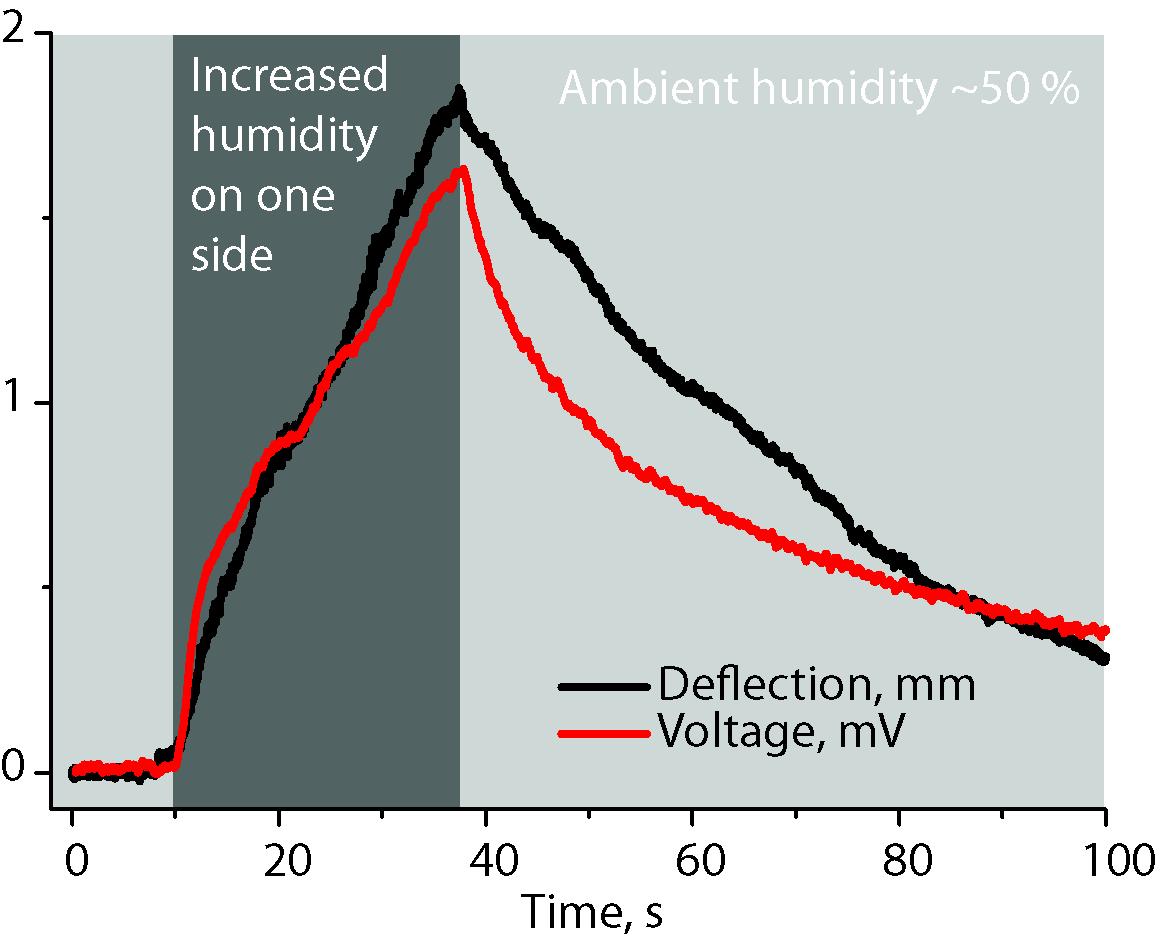 2
Increased
humidity
on one
side
Ambient humidity ~50 %
1
Deflection, mm
Voltage, mV
0
0 20 40 60 80 100
Time, s